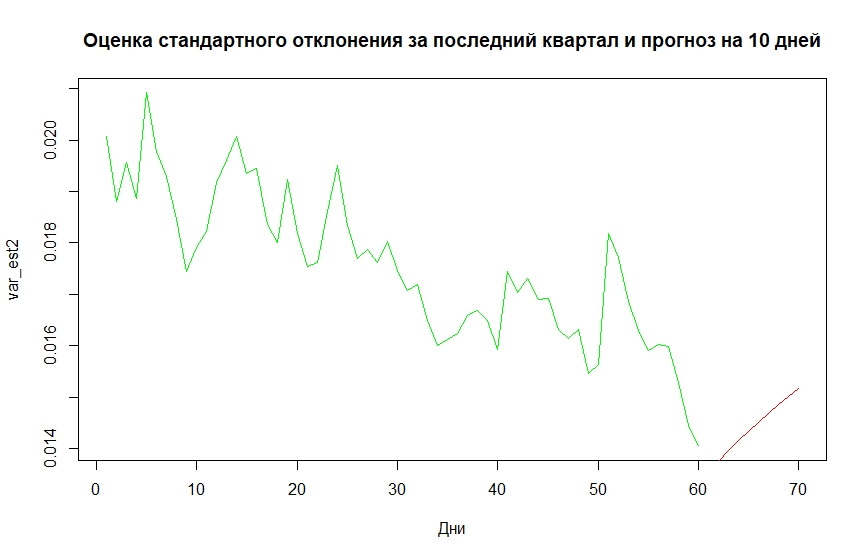 Оценка стандартного отклонения за последний квартал и прогноз на 10 дней
var_est2
0.020
0.018
0.016
0.014
0 10 20 30 40 50 60 70
Дни